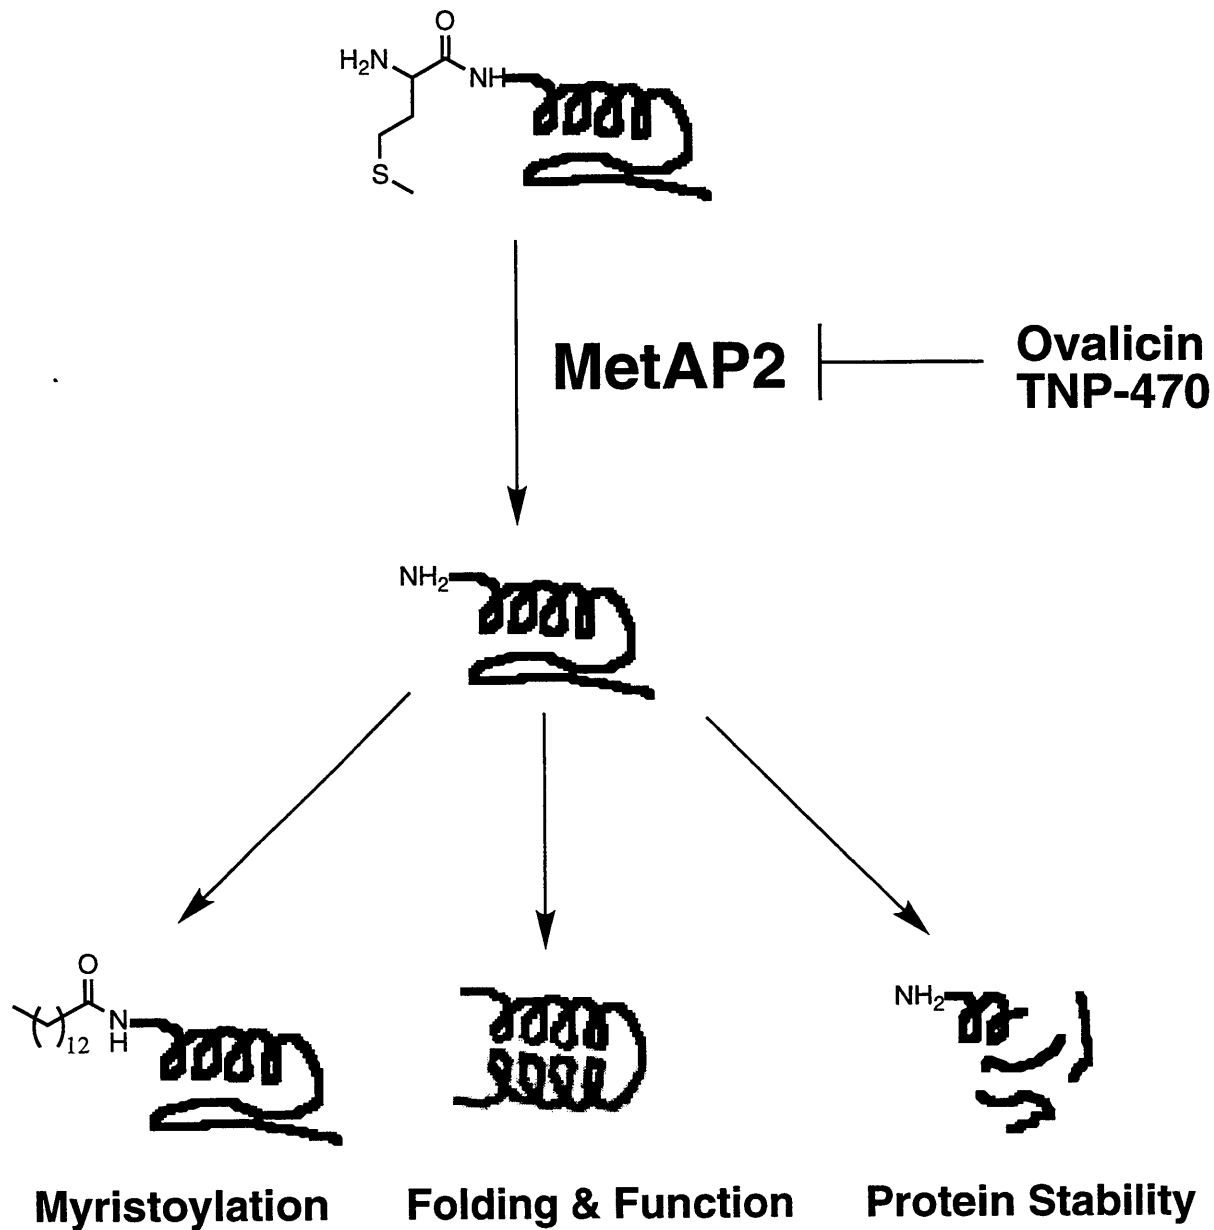 O
H₂N
NH
S
MetAP2
Ovalicin
TNP-470
NH₂
O
( )₁₂
N
H
NH₂
Myristoylation
Folding & Function
Protein Stability